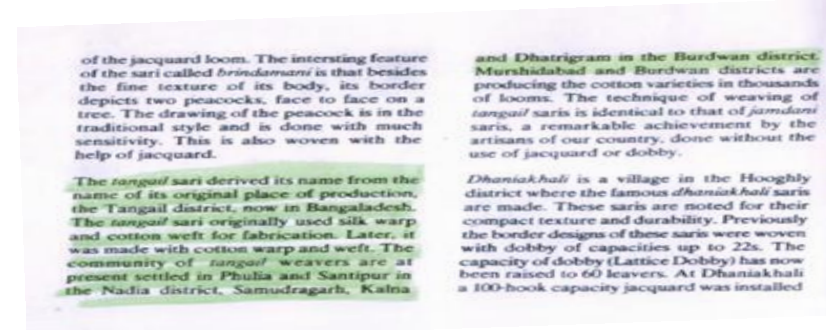 of the jacquard loom. The intersting feature
of the sari called brindamani is that besides
the fine texture of its body, its border
depicts two peacocks, face to face on a
tree. The drawing of the peacock is in the
traditional style and is done with much
sensitivity. This is also woven with the
help of jacquard.
The tangail sari derived its name from the
name of its original place of production,
the Tangail district, now in Bangaladesh.
The tangail sari originally used silk warp
and cotton weft for fabrication. Later, it
was made with cotton warp and weft. The
community of tangail weavers are at
present settled in Phulia and Santipur in
the Nadia district, Samudragarh, Kalna
and Dhatrigram in the Burdwan district.
Murshidabad and Burdwan districts are
producing the cotton varieties in thousands
of looms. The technique of weaving of
tangail saris is identical to that of jamdani
saris, a remarkable achievement by the
artisans of our country, done without the
use of jacquard or dobby.
Dhaniakhali is a village in the Hooghly
district where the famous dhaniakhali saris
are made. These saris are noted for their
compact texture and durability. Previously
the border designs of these saris were woven
with dobby of capacities up to 22s. The
capacity of dobby (Lattice Dobby) has now
been raised to 60 leavers. At Dhaniakhali
a 100-hook capacity jacquard was installed